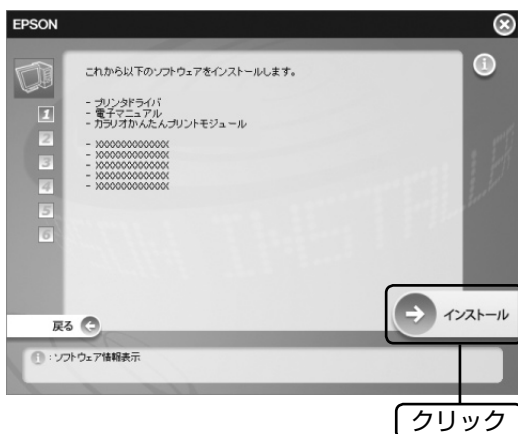 EPSON
これから以下のソフトウェアをインストールします。
- プリンタドライバ
- 電子マニュアル
- カラリオかんたんプリントモジュール
- XXXXXXXXXXXXX
- XXXXXXXXXXXXX
- XXXXXXXXXXXXX
- XXXXXXXXXXXXX
1
2
3
4
5
6
戻る
インストール
i : ソフトウェア情報表示
クリック